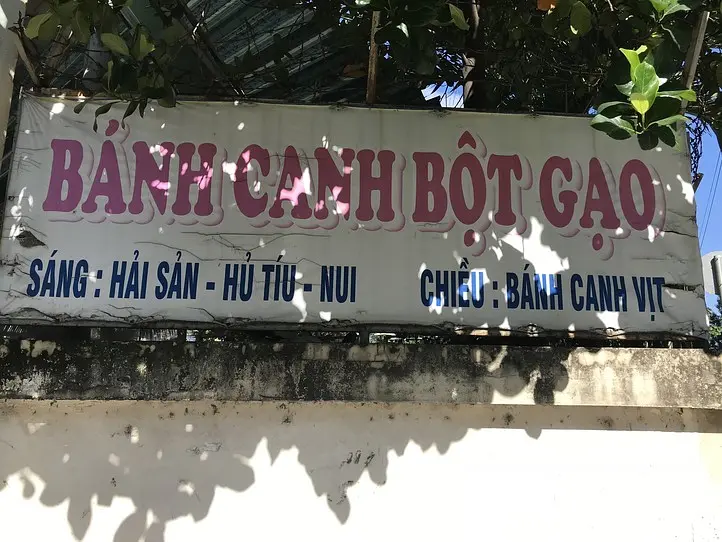 BÁNH CANH BỘT GẠO
SÁNG : HẢI SẢN - HỦ TÍU - NUI CHIỀU : BÁNH CANH VỊT